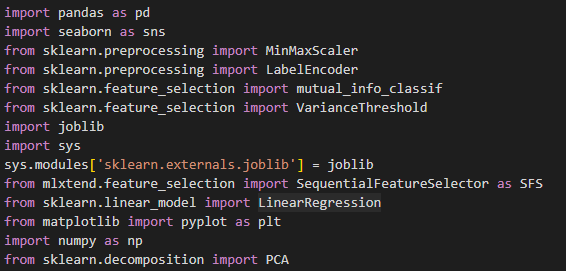 import pandas as pd
import seaborn as sns
from sklearn.preprocessing import MinMaxScaler
from sklearn.preprocessing import LabelEncoder
from sklearn.feature_selection import mutual_info_classif
from sklearn.feature_selection import VarianceThreshold
import joblib
import sys
sys.modules['sklearn.externals.joblib'] = joblib
from mlxtend.feature_selection import SequentialFeatureSelector as SFS
from sklearn.linear_model import LinearRegression
from matplotlib import pyplot as plt
import numpy as np
from sklearn.decomposition import PCA